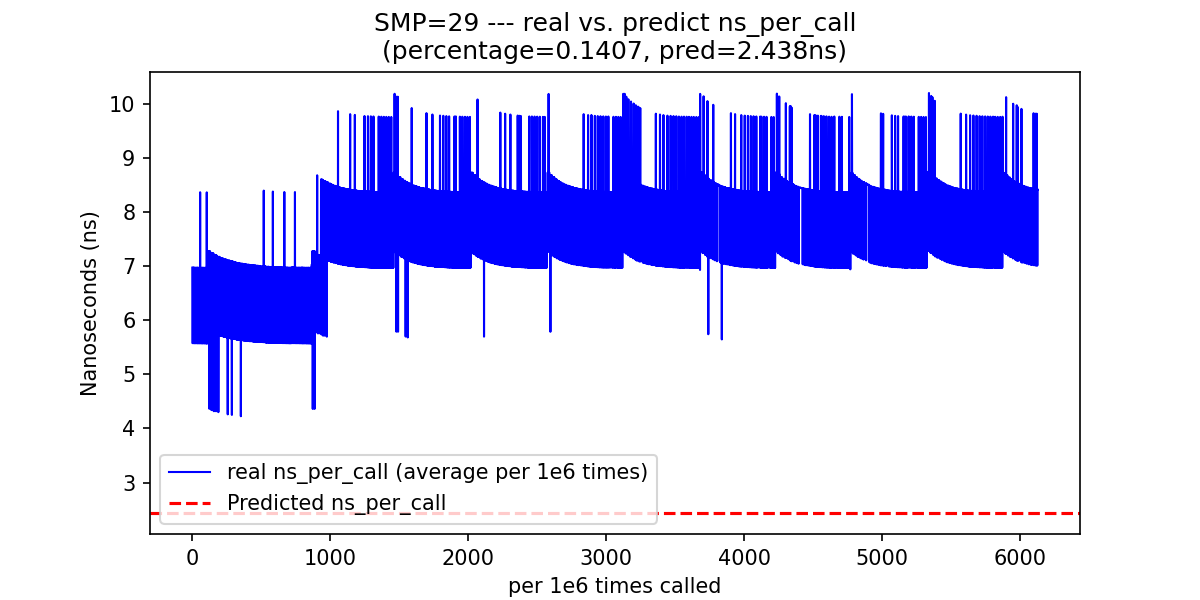 SMP=29 --- real vs. predict ns_per_call
(percentage=0.1407, pred=2.438ns)
Nanoseconds (ns)
10
9
8
7
6
5
4
3
real ns_per_call (average per 1e6 times)
Predicted ns_per_call
0 1000 2000 3000 4000 5000 6000
per 1e6 times called